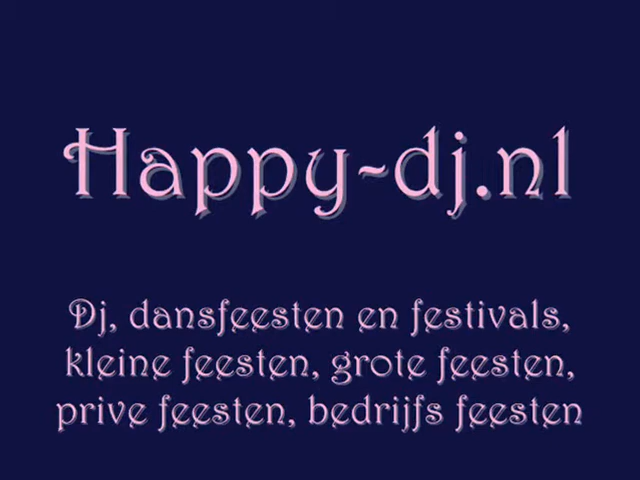 Happy-dj.nl
Dj, dansfeesten en festivals,
kleine feesten, grote feesten,
prive feesten, bedrijfs feesten